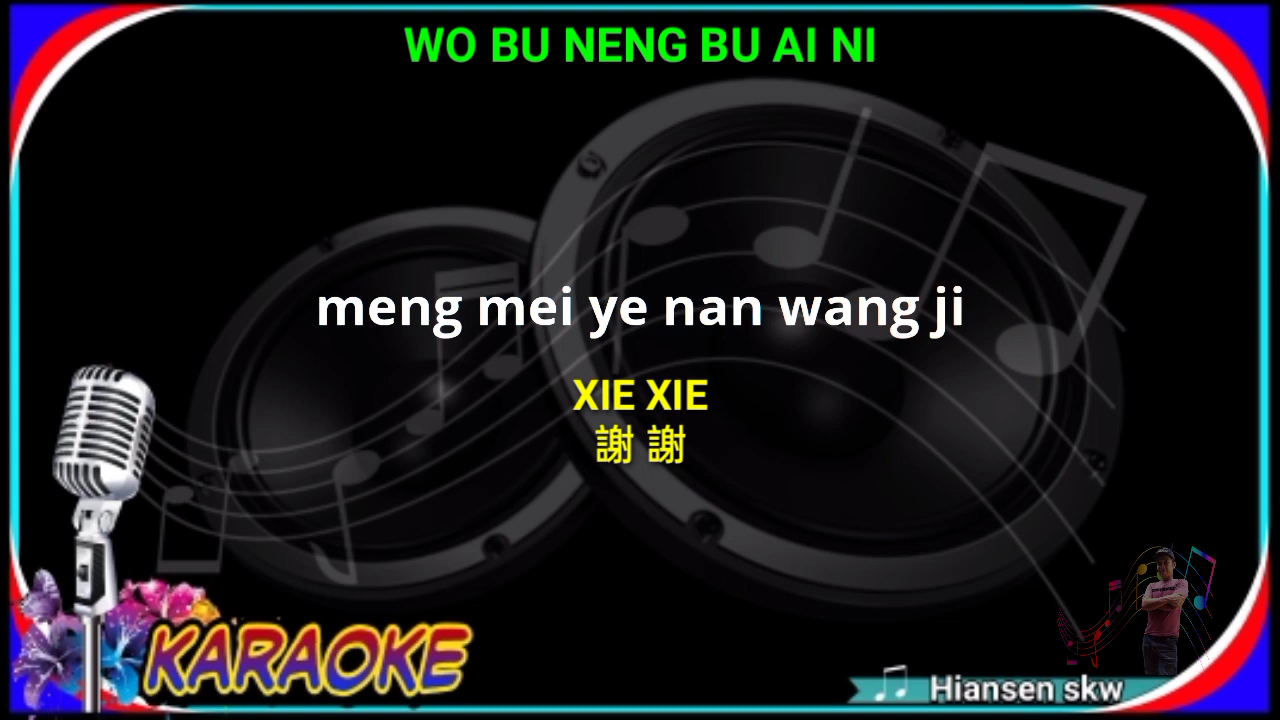 WO BU NENG BU AI NI
meng mei ye nan wang ji
XIE XIE
謝 謝
KARAOKE
Hiansen skw